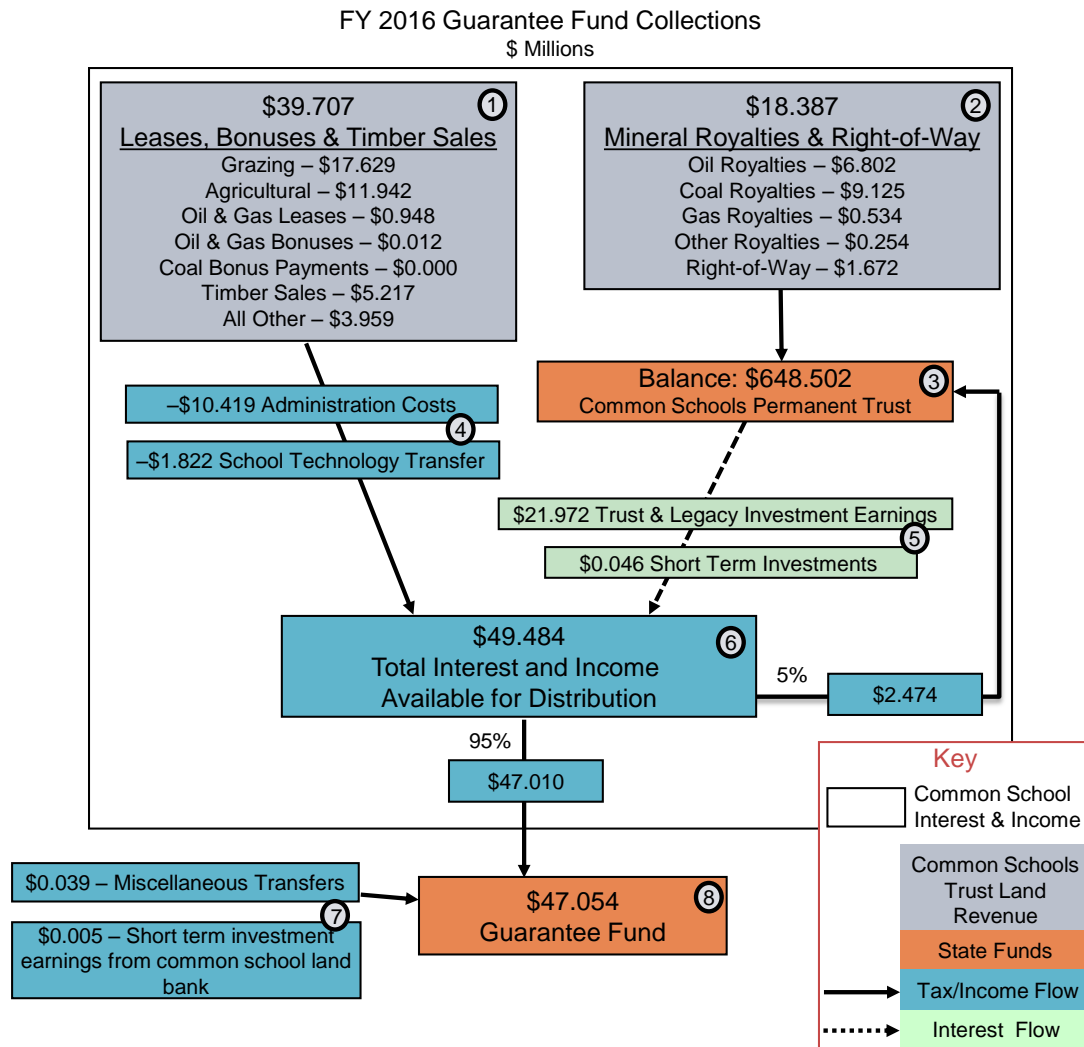 FY 2016 Guarantee Fund Collections
$ Millions
$39.707
1
Leases, Bonuses & Timber Sales
Grazing – $17.629
Agricultural – $11.942
Oil & Gas Leases – $0.948
Oil & Gas Bonuses – $0.012
Coal Bonus Payments – $0.000
Timber Sales – $5.217
All Other – $3.959
$18.387
2
Mineral Royalties & Right-of-Way
Oil Royalties – $6.802
Coal Royalties – $9.125
Gas Royalties – $0.534
Other Royalties – $0.254
Right-of-Way – $1.672
Balance: $648.502
3
Common Schools Permanent Trust
–$10.419 Administration Costs
4
–$1.822 School Technology Transfer
$21.972 Trust & Legacy Investment Earnings
5
$0.046 Short Term Investments
$49.484
6
Total Interest and Income
Available for Distribution
5%
$2.474
95%
$47.010
$0.039 – Miscellaneous Transfers
7
$0.005 – Short term investment
earnings from common school land
bank
$47.054
8
Guarantee Fund
Key
Common School
Interest & Income
Common Schools
Trust Land
Revenue
State Funds
Tax/Income Flow
Interest Flow